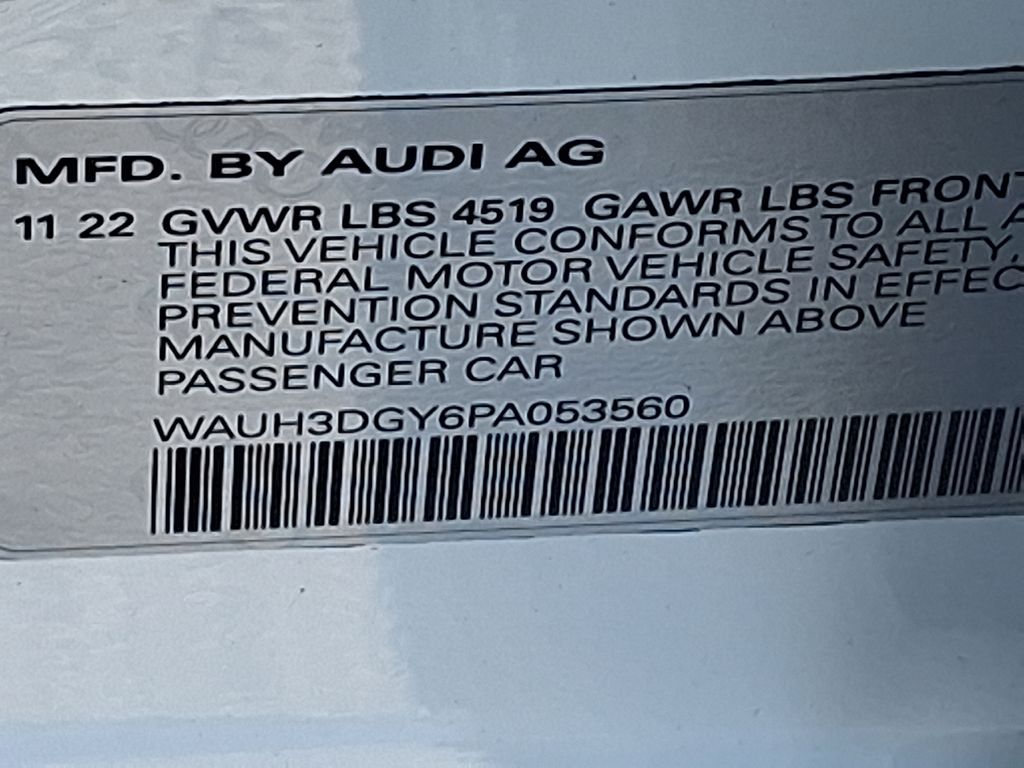 MFD. BY AUDI AG
11 22 GVWR LBS 4519 GAWR LBS FRONT
THIS VEHICLE CONFORMS TO ALL A
FEDERAL MOTOR VEHICLE SAFETY,
PREVENTION STANDARDS IN EFFEC
MANUFACTURE SHOWN ABOVE
PASSENGER CAR
WAUH3DGY6PA053560